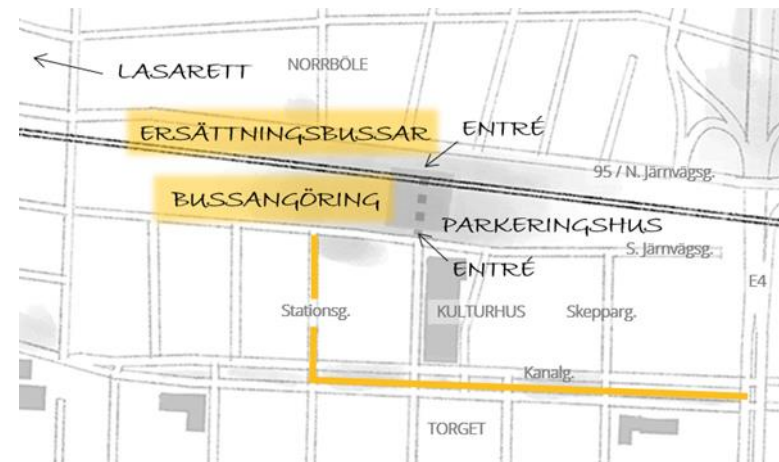 NORRBÖLE
LASARETT
ERSÄTTNINGSBUSSAR
ENTRÉ
95 / N. Järnvägsg.
BUSSANGÖRING
PARKERINGSHUS
S. Järnvägsg.
ENTRÉ
E4
Stationsg.
KULTURHUS
Skepparg.
Kanalg.
TORGET